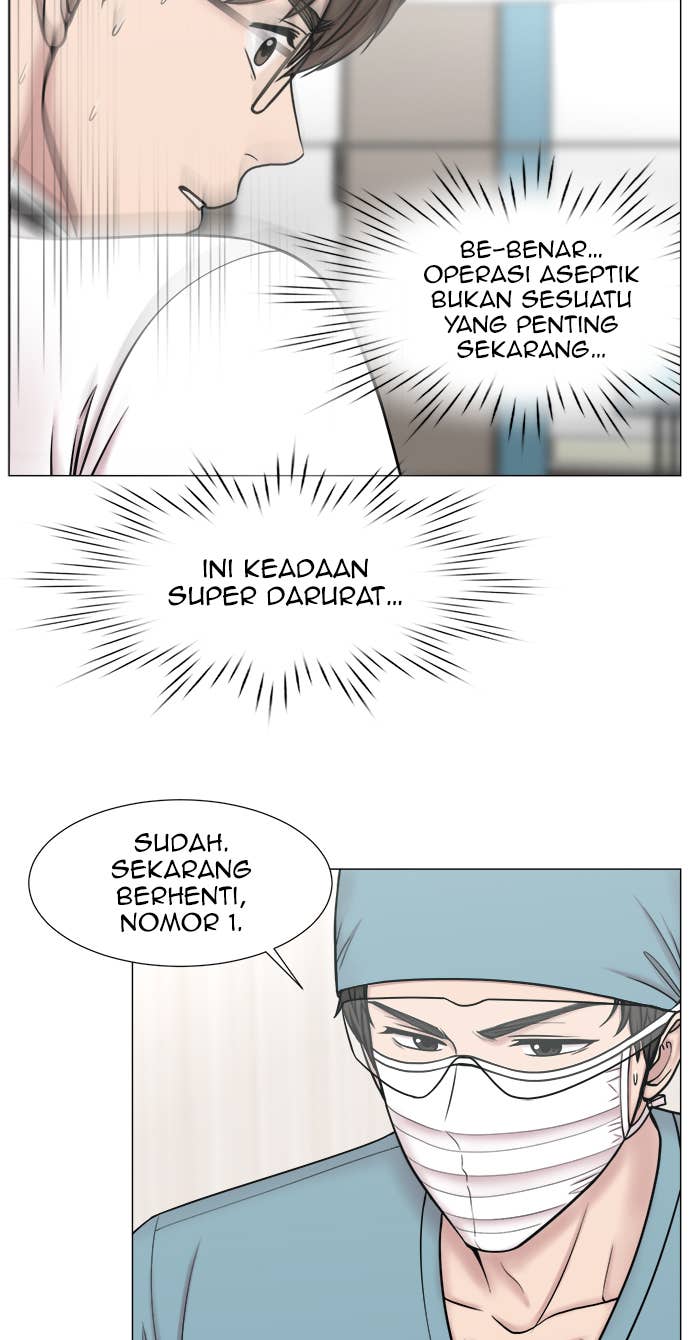 BE-BENAR...
OPERASI ASEPTIK
BUKAN SESUATU
YANG PENTING
SEKARANG...
INI KEADAAN
SUPER DARURAT...
SUDAH.
SEKARANG
BERHENTI,
NOMOR 1.